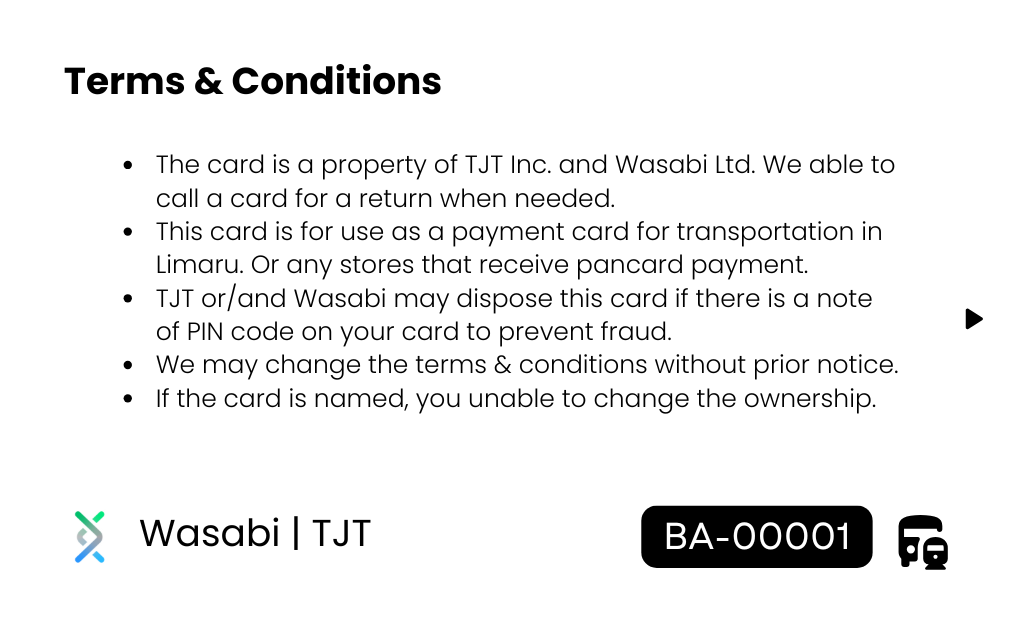 Terms & Conditions
• The card is a property of TJT Inc. and Wasabi Ltd. We able to
call a card for a return when needed.
• This card is for use as a payment card for transportation in
Limaru. Or any stores that receive pancard payment.
• TJT or/and Wasabi may dispose this card if there is a note
of PIN code on your card to prevent fraud.
• We may change the terms & conditions without prior notice.
• If the card is named, you unable to change the ownership.
Wasabi | TJT
BA-00001